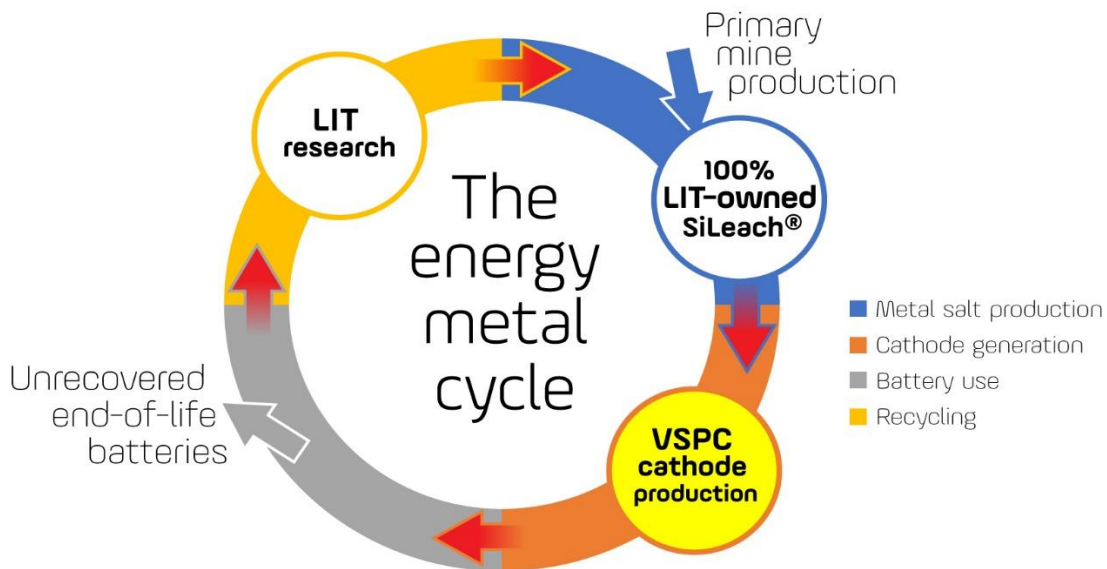 Primary
mine
production
LIT
research
The
energy
metal
cycle
100%
LIT-owned
SiLeach®
Metal salt production
Cathode generation
Battery use
Recycling
Unrecovered
end-of-life
batteries
VSPC
cathode
production